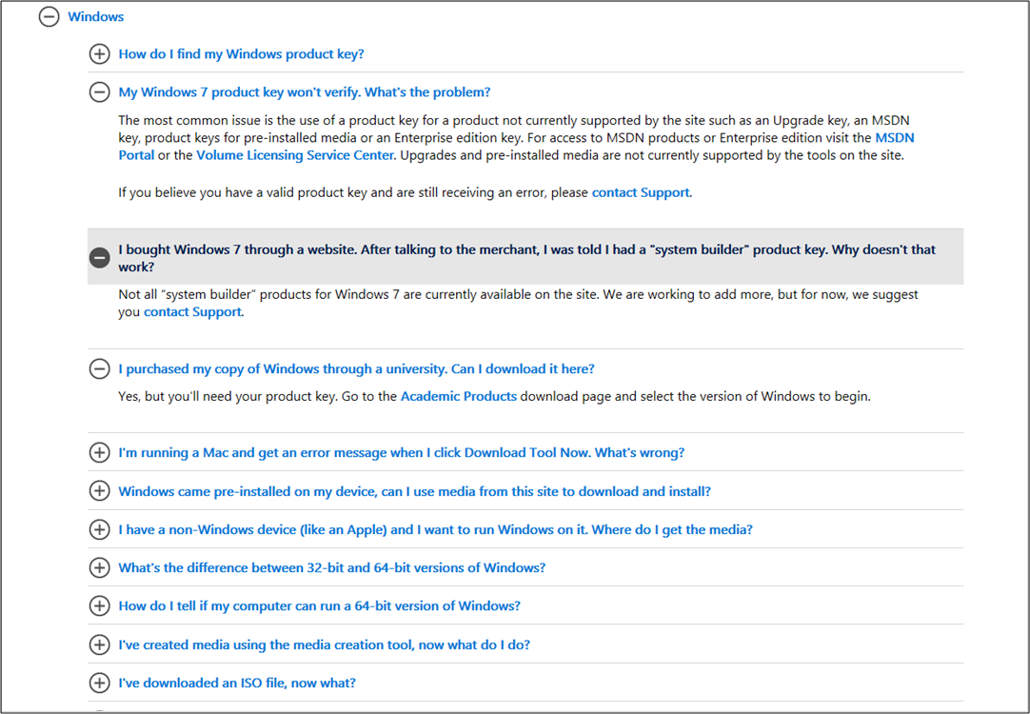 Windows
How do I find my Windows product key?
My Windows 7 product key won't verify. What's the problem?
The most common issue is the use of a product key for a product not currently supported by the site such as an Upgrade key, an MSDN
key, product keys for pre-installed media or an Enterprise edition key. For access to MSDN products or Enterprise edition visit the MSDN
Portal or the Volume Licensing Service Center. Upgrades and pre-installed media are not currently supported by the tools on the site.
If you believe you have a valid product key and are still receiving an error, please contact Support.
I bought Windows 7 through a website. After talking to the merchant, I was told I had a "system builder" product key. Why doesn't that
work?
Not all “system builder” products for Windows 7 are currently available on the site. We are working to add more, but for now, we suggest
you contact Support.
I purchased my copy of Windows through a university. Can I download it here?
Yes, but you’ll need your product key. Go to the Academic Products download page and select the version of Windows to begin.
I'm running a Mac and get an error message when I click Download Tool Now. What's wrong?
Windows came pre-installed on my device, can I use media from this site to download and install?
I have a non-Windows device (like an Apple) and I want to run Windows on it. Where do I get the media?
What's the difference between 32-bit and 64-bit versions of Windows?
How do I tell if my computer can run a 64-bit version of Windows?
I've created media using the media creation tool, now what do I do?
I've downloaded an ISO file, now what?